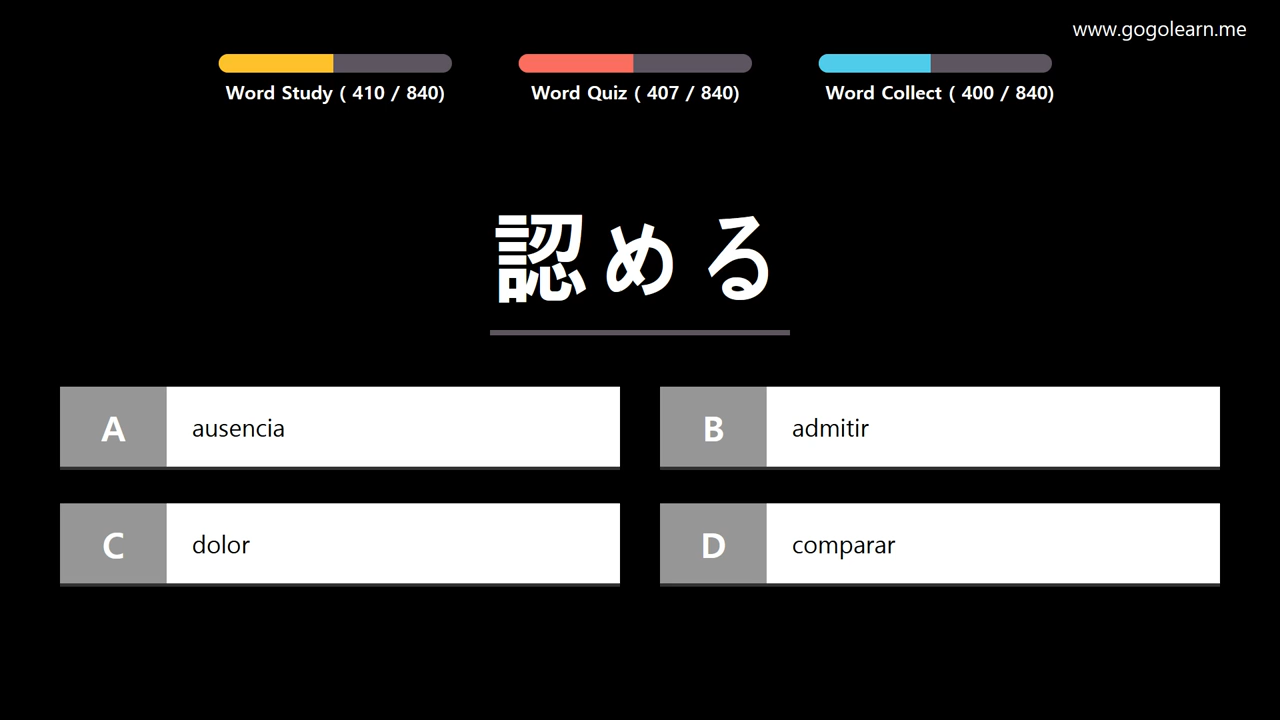 www.gogolearn.me
Word Study ( 410 / 840)
Word Quiz ( 407 / 840)
Word Collect ( 400 / 840)
認める
A ausencia
B admitir
C dolor
D comparar